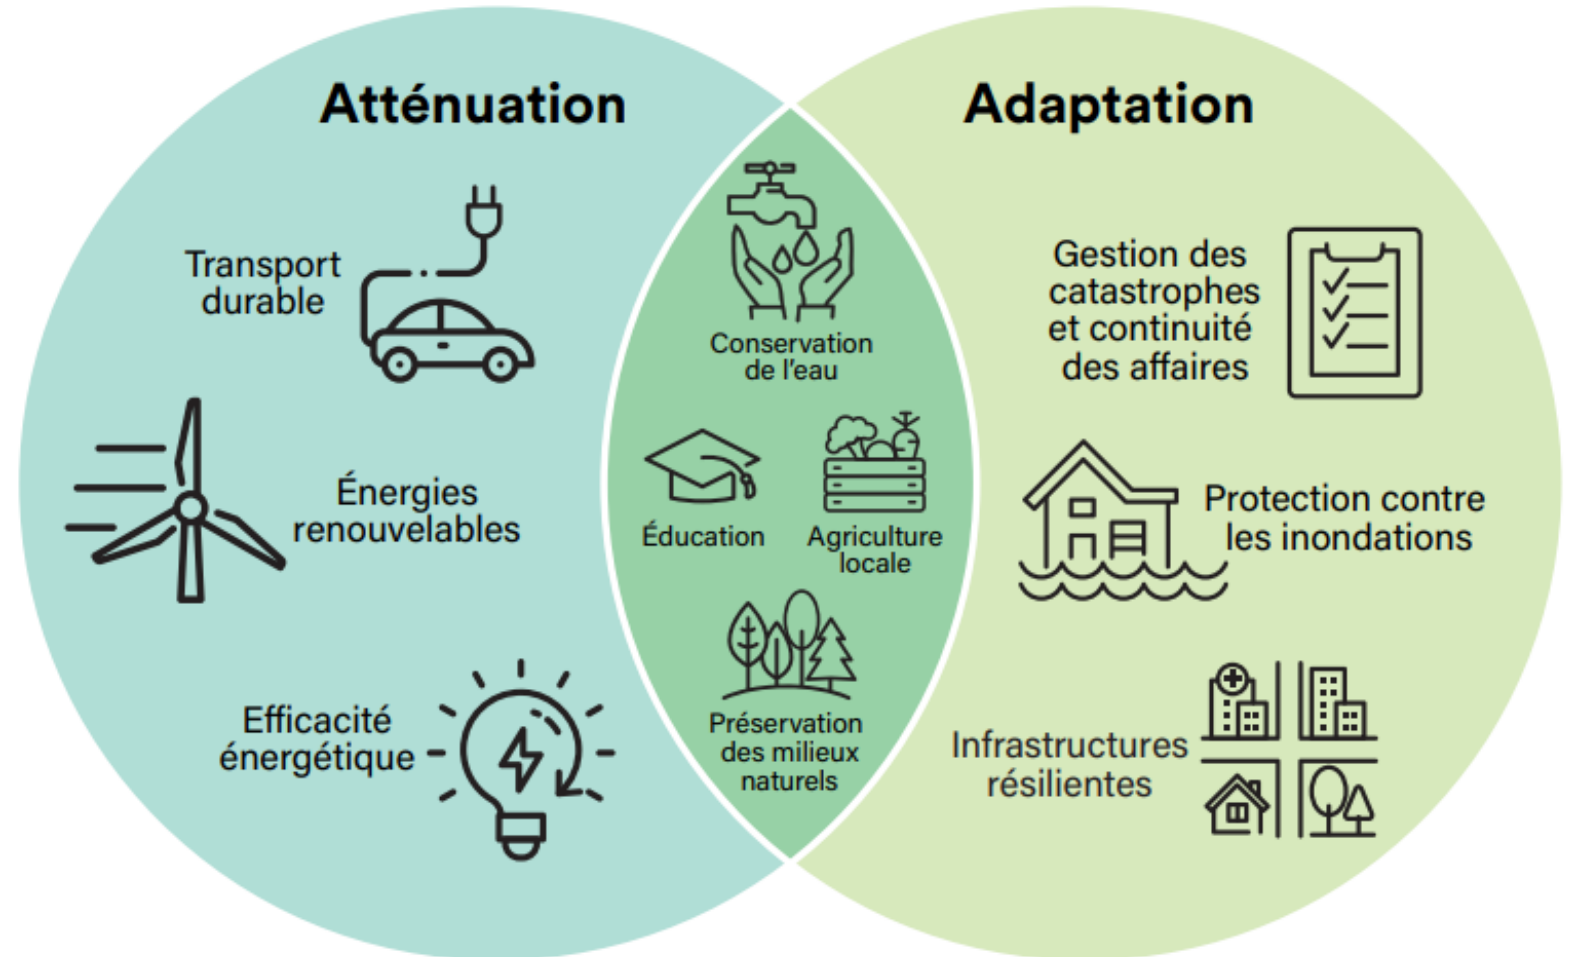 Atténuation
Transport
durable
Énergies
renouvelables
Efficacité
énergétique
Conservation
de l'eau
Éducation
Agriculture
locale
Préservation
des milieux
naturels
Adaptation
Gestion des
catastrophes
et continuité
des affaires
Protection contre
les inondations
Infrastructures
résilientes